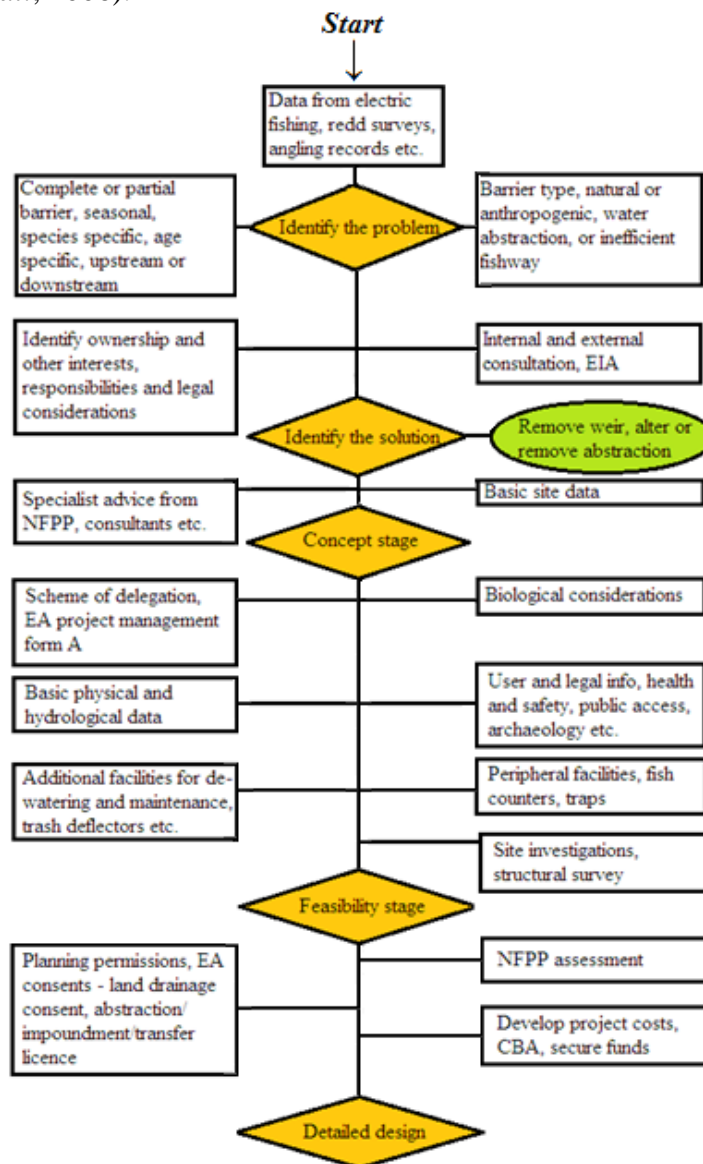 Start
Data from electric
fishing, redd surveys,
angling records etc.
Complete or partial
barrier, seasonal,
species specific, age
specific, upstream or
downstream
Identify the problem
Barrier type, natural or
anthropogenic, water
abstraction, or inefficient
fishway
Identify ownership and
other interests,
responsibilities and legal
considerations
Internal and external
consultation, EIA
Identify the solution
Remove weir, alter or
remove abstraction
Specialist advice from
NFPP, consultants etc.
Basic site data
Concept stage
Scheme of delegation,
EA project management
form A
Biological considerations
Basic physical and
hydrological data
User and legal info, health
and safety, public access,
archaeology etc.
Additional facilities for de-
watering and maintenance,
trash deflectors etc.
Peripheral facilities, fish
counters, traps
Site investigations,
structural survey
Feasibility stage
Planning permissions, EA
consents - land drainage
consent, abstraction/
impoundment/transfer
licence
NFPP assessment
Develop project costs,
CBA, secure funds
Detailed design